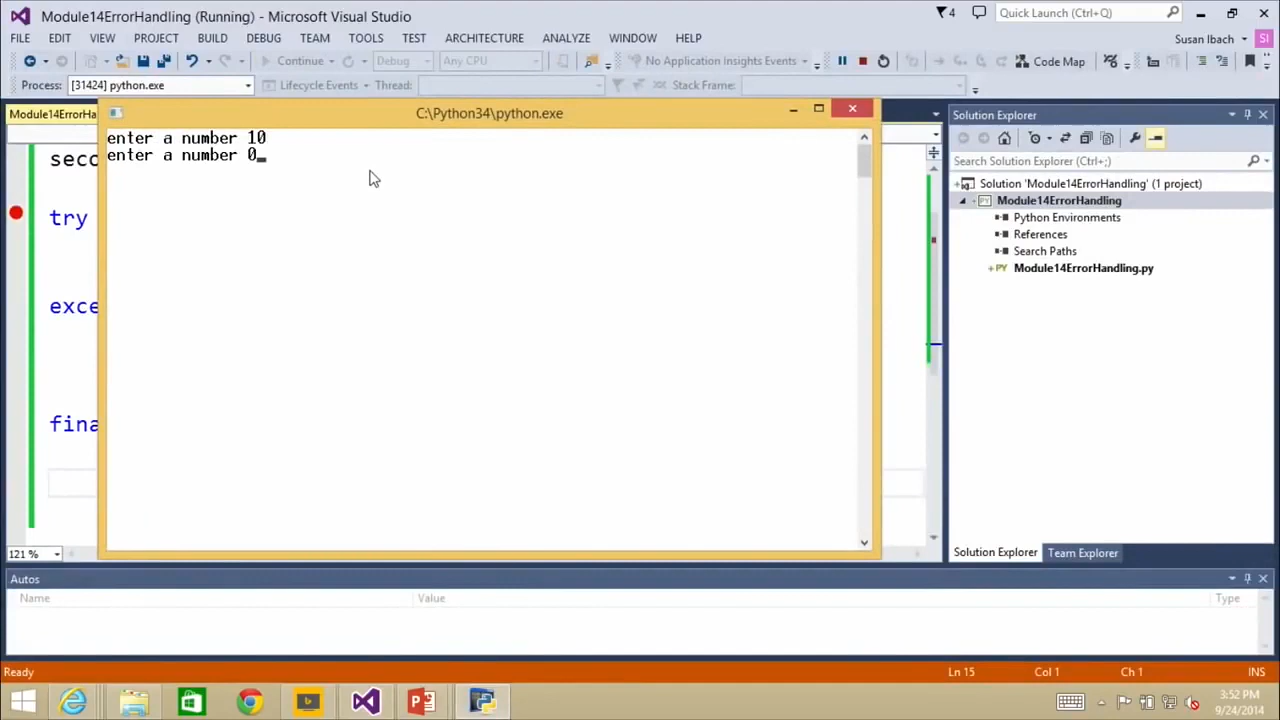 Module14ErrorHandling (Running) - Microsoft Visual Studio
4
Quick Launch (Ctrl+Q)
FILE EDIT VIEW PROJECT BUILD DEBUG TEAM TOOLS TEST ARCHITECTURE ANALYZE WINDOW HELP
Susan Ibach SI
Continue Debug Any CPU No Application Insights Events Code Map
Process: [31424] python.exe Lifecycle Events Thread: Stack Frame:
Module14ErrorHa
C:\Python34\python.exe
enter a number 10
enter a number 0_
secc
try
exce
fina
121 %
Solution Explorer
Search Solution Explorer (Ctrl+;)
Solution 'Module14ErrorHandling' (1 project)
Module14ErrorHandling
Python Environments
References
Search Paths
PY Module14ErrorHandling.py
Solution Explorer Team Explorer
Autos
Name Value Type
Ready Ln 15 Col 1 Ch 1 INS
3:52 PM
9/24/2014